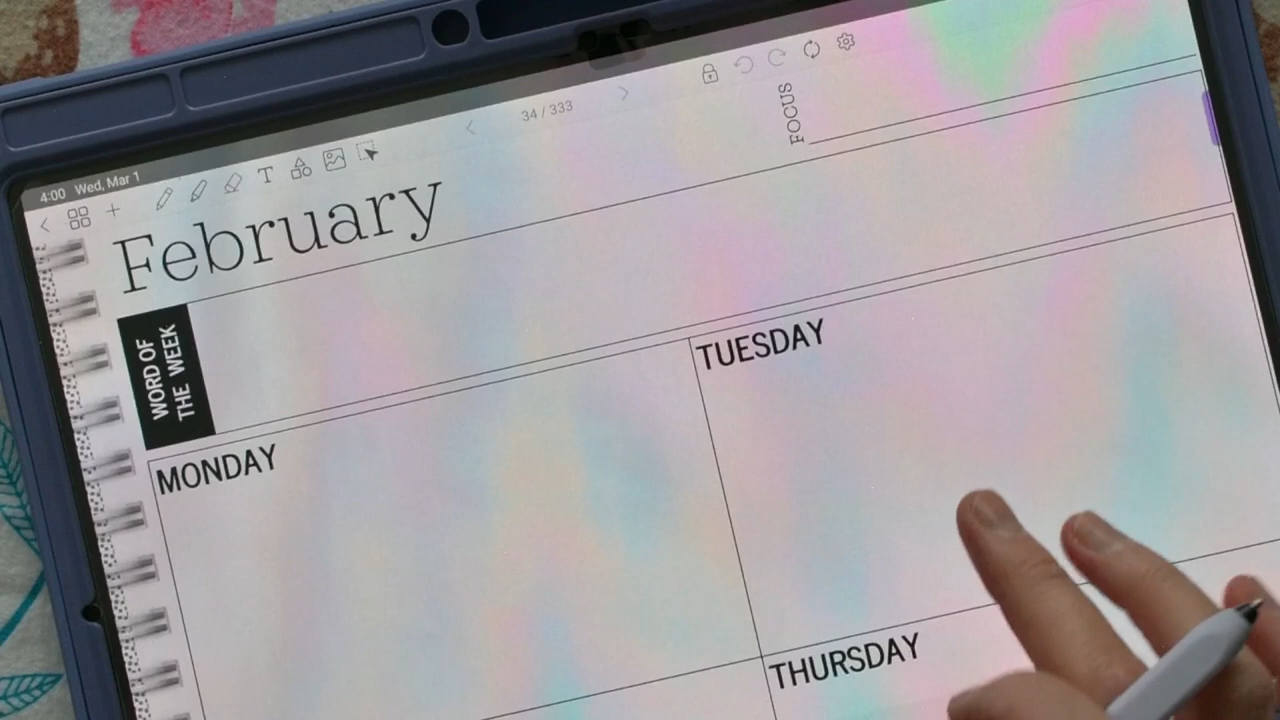 4:00 Wed, Mar 1
34 / 333
T
FOCUS
February
WORD OF
THE WEEK
MONDAY
TUESDAY
THURSDAY